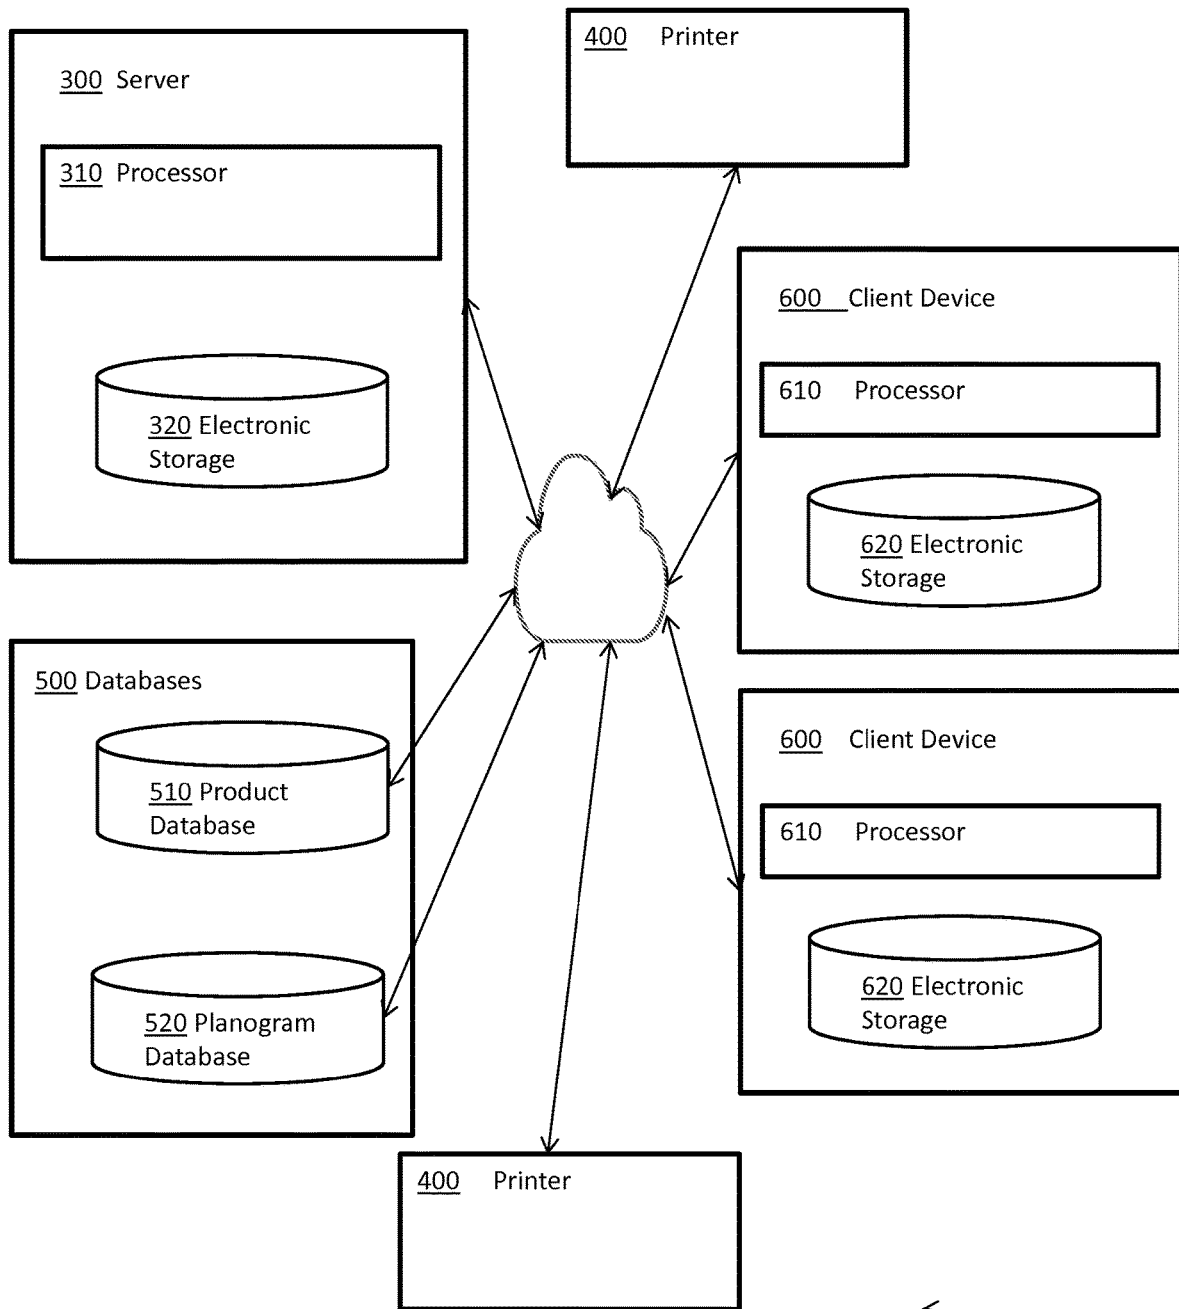 300 Server
310 Processor
320 Electronic
Storage
400 Printer
600 Client Device
610 Processor
620 Electronic
Storage
500 Databases
510 Product
Database
520 Planogram
Database
600 Client Device
610 Processor
620 Electronic
Storage
400 Printer